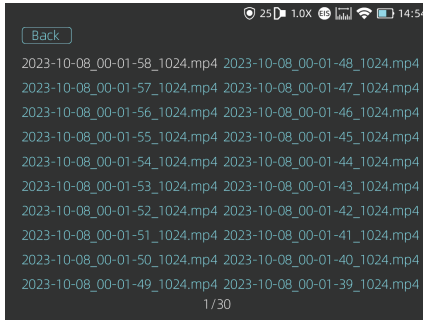 25 1.0X EIS 14:54
Back
2023-10-08_00-01-58_1024.mp4 2023-10-08_00-01-48_1024.mp4
2023-10-08_00-01-57_1024.mp4 2023-10-08_00-01-47_1024.mp4
2023-10-08_00-01-56_1024.mp4 2023-10-08_00-01-46_1024.mp4
2023-10-08_00-01-55_1024.mp4 2023-10-08_00-01-45_1024.mp4
2023-10-08_00-01-54_1024.mp4 2023-10-08_00-01-44_1024.mp4
2023-10-08_00-01-53_1024.mp4 2023-10-08_00-01-43_1024.mp4
2023-10-08_00-01-52_1024.mp4 2023-10-08_00-01-42_1024.mp4
2023-10-08_00-01-51_1024.mp4 2023-10-08_00-01-41_1024.mp4
2023-10-08_00-01-50_1024.mp4 2023-10-08_00-01-40_1024.mp4
2023-10-08_00-01-49_1024.mp4 2023-10-08_00-01-39_1024.mp4
1/30